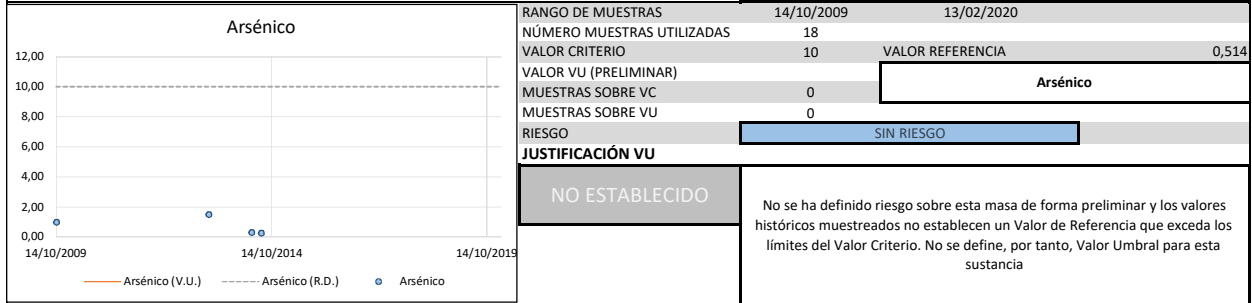 Arsénico
12,00
10,00
8,00
6,00
4,00
2,00
0,00
14/10/2009 14/10/2014 14/10/2019
Arsénico (V.U.) Arsénico (R.D.) Arsénico
RANGO DE MUESTRAS 14/10/2009 13/02/2020
NÚMERO MUESTRAS UTILIZADAS 18
VALOR CRITERIO 10 VALOR REFERENCIA 0,514
VALOR VU (PRELIMINAR)
Arsénico
MUESTRAS SOBRE VC 0
MUESTRAS SOBRE VU 0
RIESGO SIN RIESGO
JUSTIFICACIÓN VU
NO ESTABLECIDO
No se ha definido riesgo sobre esta masa de forma preliminar y los valores
históricos muestreados no establecen un Valor de Referencia que exceda los
límites del Valor Criterio. No se define, por tanto, Valor Umbral para esta
sustancia